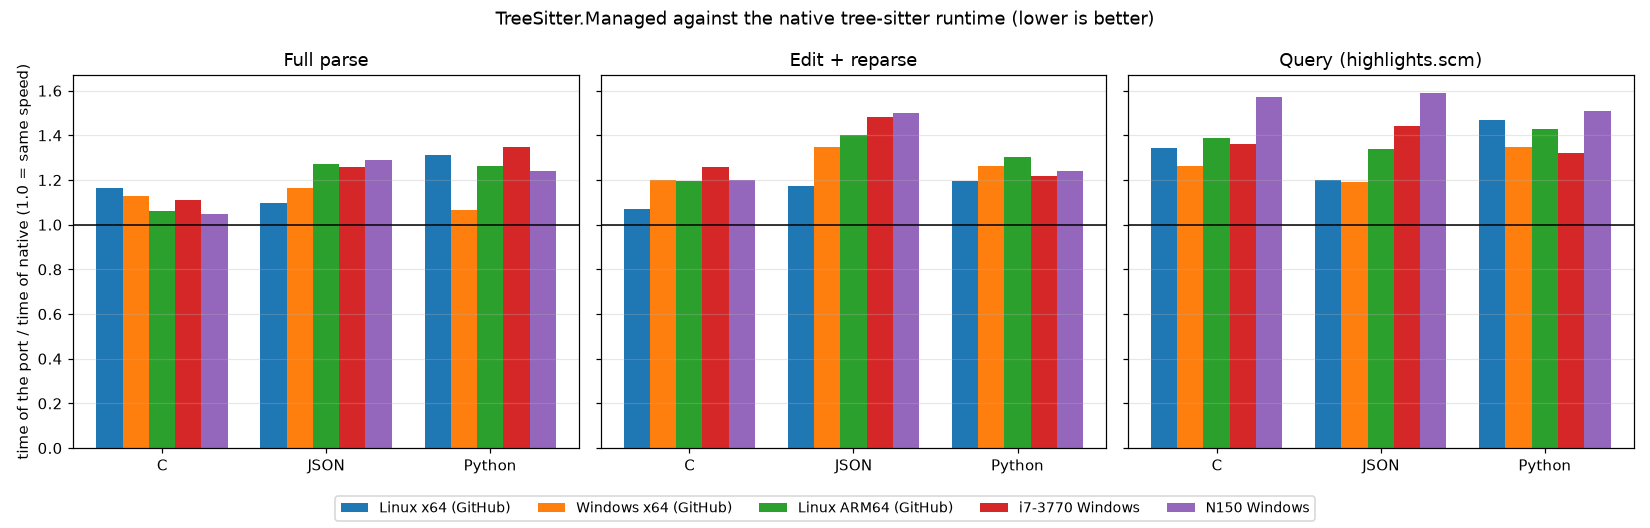 TreeSitter.Managed against the native tree-sitter runtime (lower is better)
Full parse
Edit + reparse
Query (highlights.scm)
time of the port / time of native (1.0 = same speed)
1.6
1.4
1.2
1.0
0.8
0.6
0.4
0.2
0.0
C JSON Python
C JSON Python
C JSON Python
Linux x64 (GitHub) Windows x64 (GitHub) Linux ARM64 (GitHub) i7-3770 Windows N150 Windows